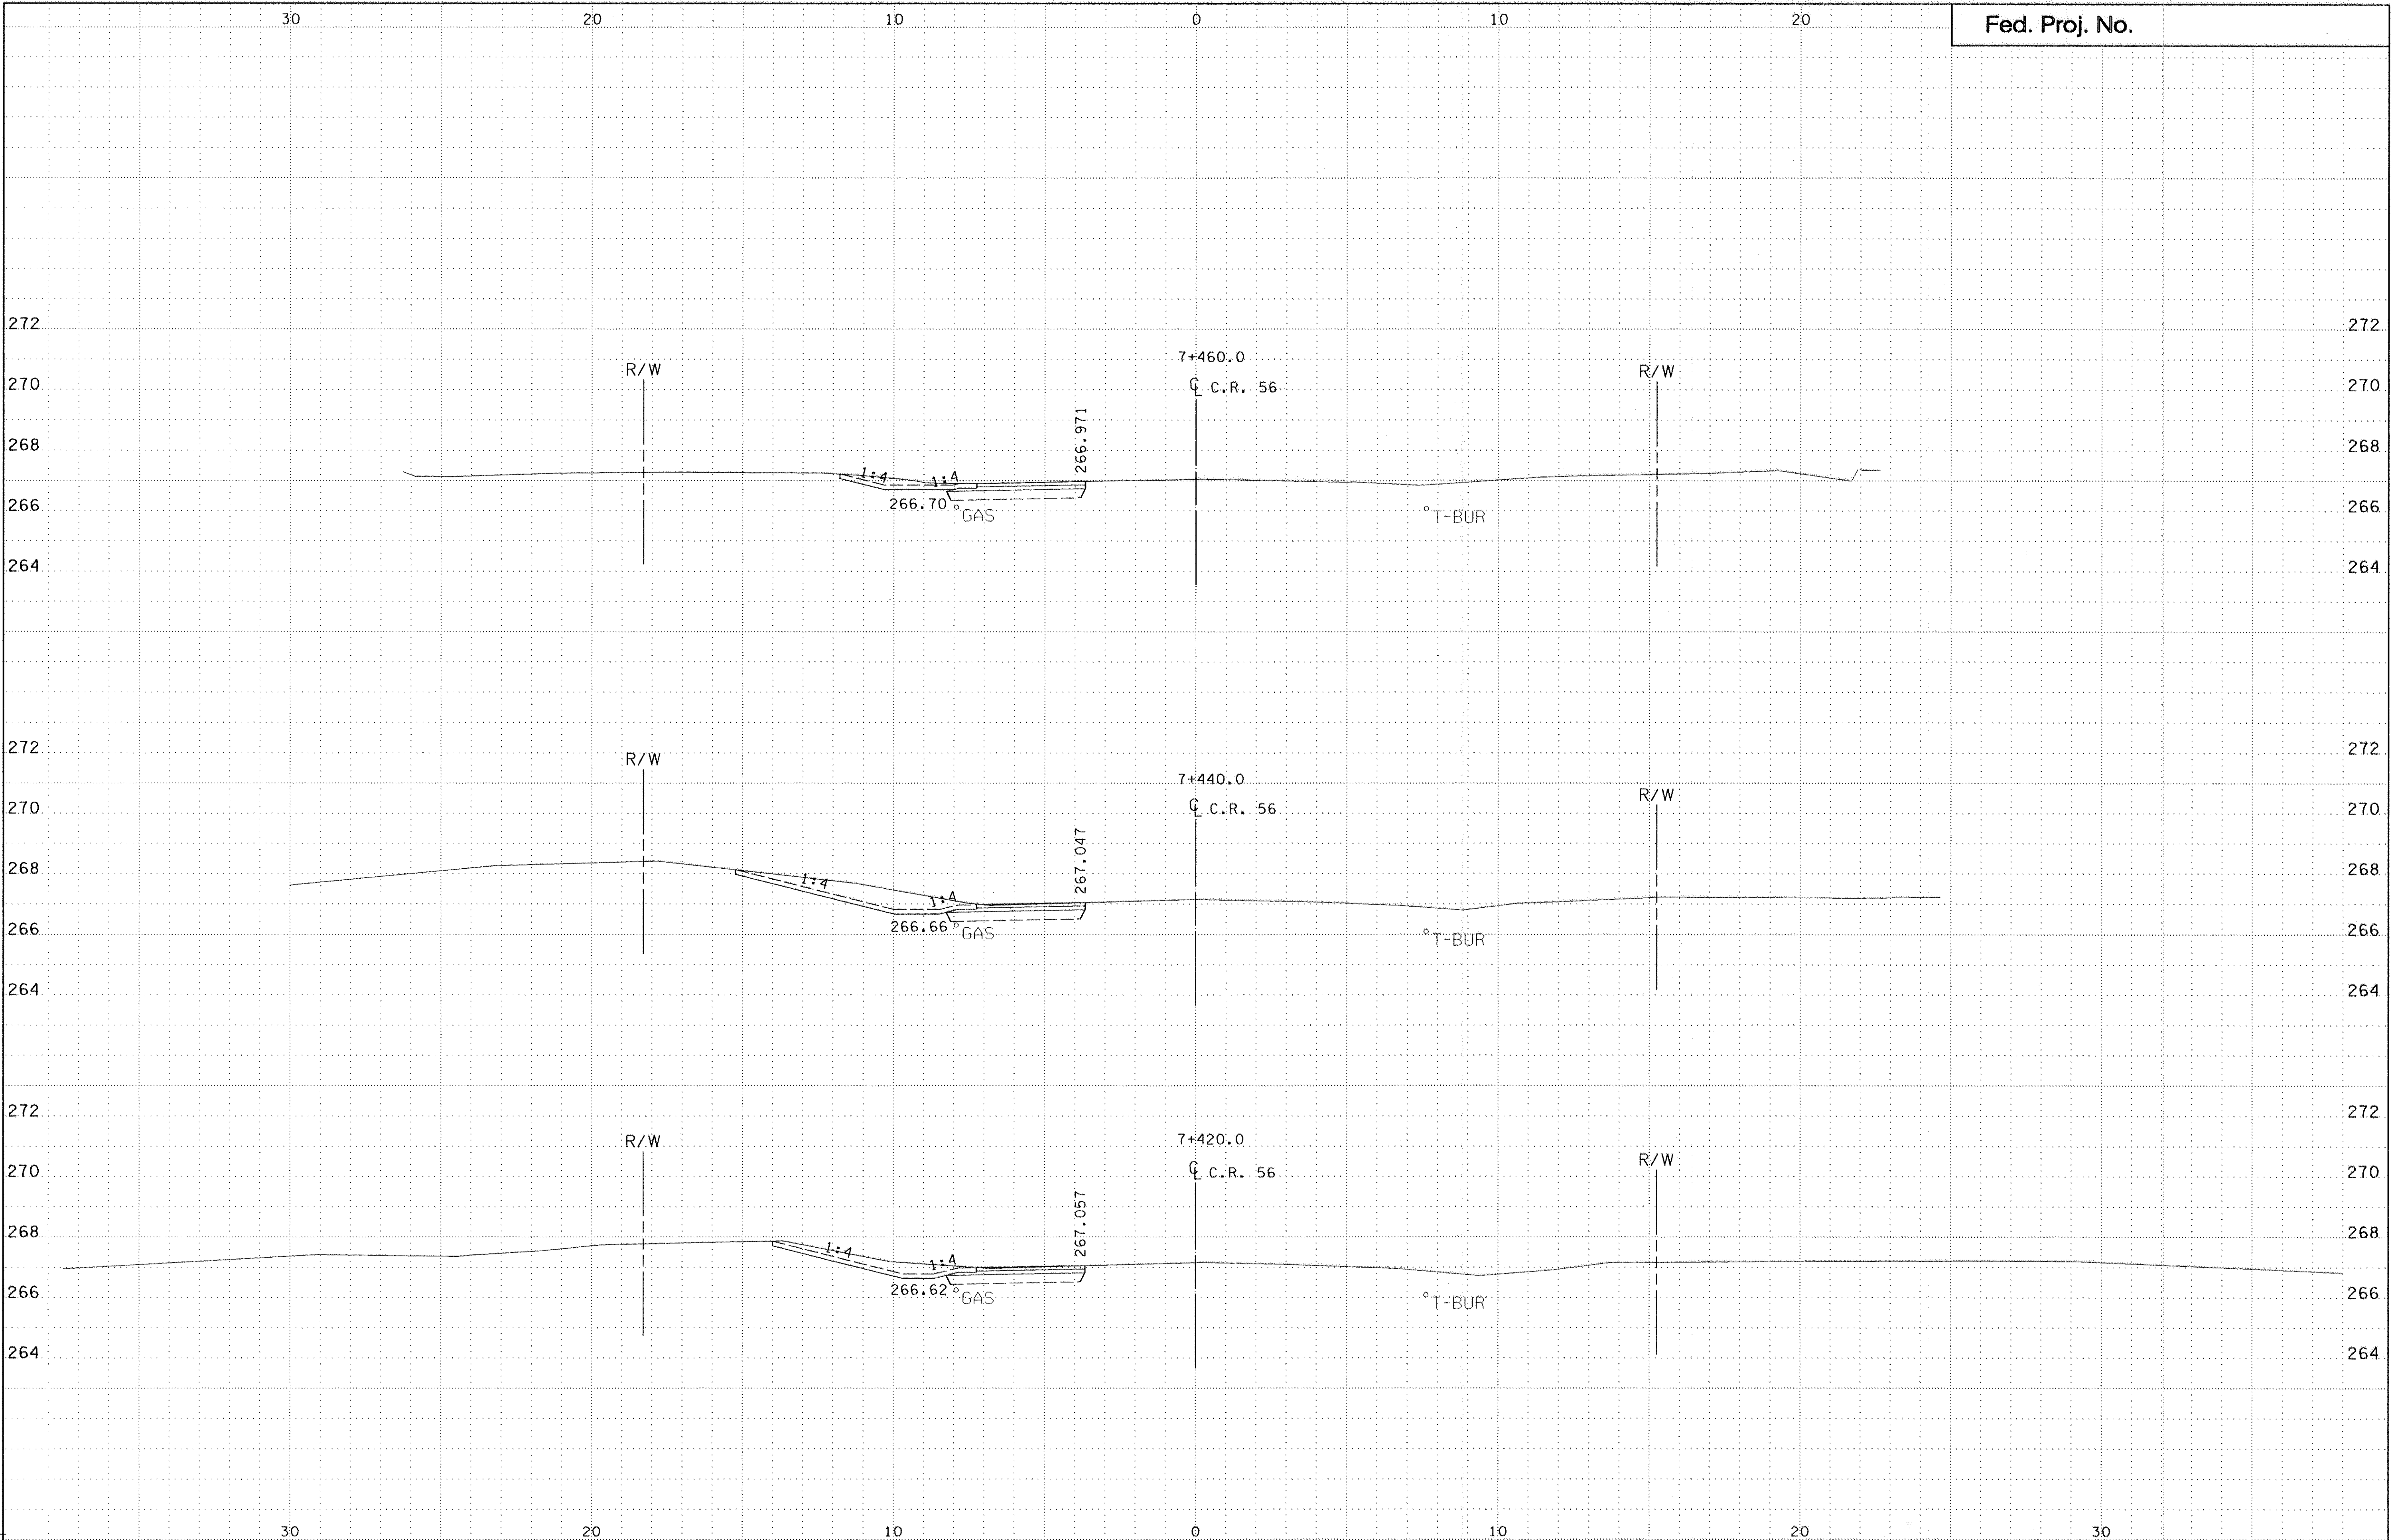 30 20 10 0 10 20
Fed. Proj. No.
272 272
7+460.0
R/W R/W
270 ℄ C.R. 56 270
266.971
268 268
1:4 1:4
266 266.70 °GAS °T-BUR 266
264 264
272 272
R/W
7+440.0
R/W
270 ℄ C.R. 56 270
267.047
268 268
1:4 1:4
266 266.66 °GAS °T-BUR 266
264 264
272 272
R/W 7+420.0
R/W
270 ℄ C.R. 56 270
267.057
268 268
1:4 1:4
266 266.62 °GAS °T-BUR 266
264 264
30 20 10 0 10 20 30